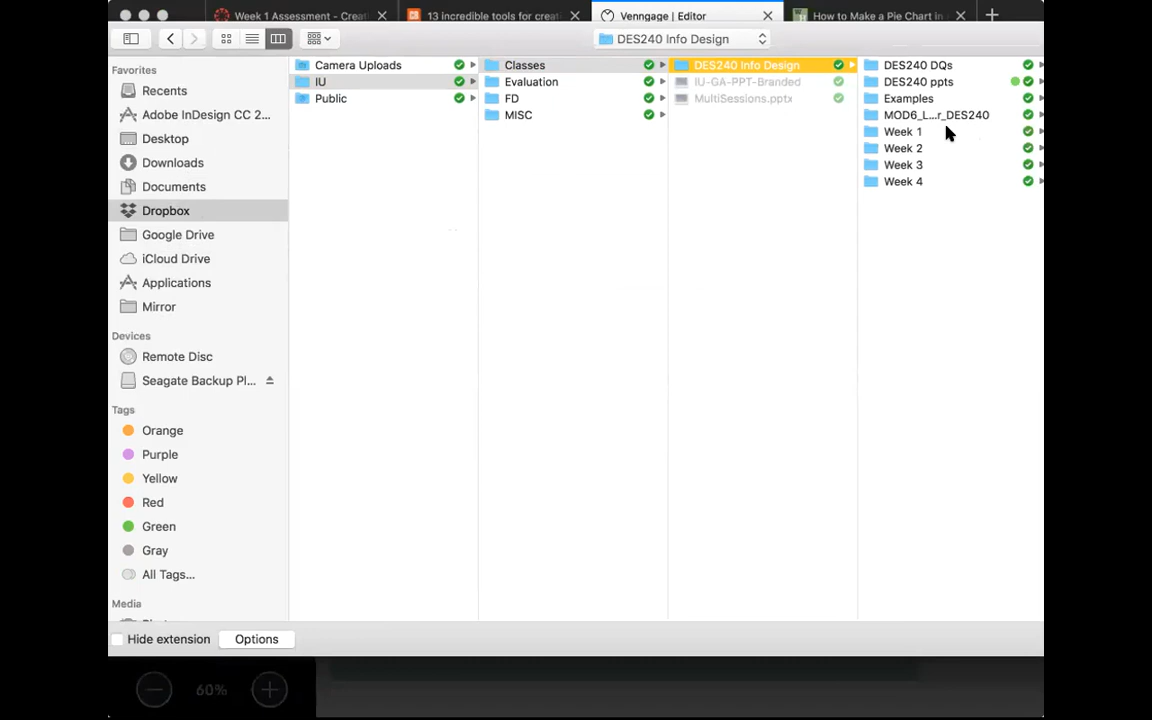 Week 1 Assessment - Creati
13 incredible tools for creati
Venngage | Editor
How to Make a Pie Chart in
DES240 Info Design
Favorites
Recents
Adobe InDesign CC 2...
Desktop
Downloads
Documents
Dropbox
Google Drive
iCloud Drive
Applications
Mirror
Devices
Remote Disc
Seagate Backup Pl...
Tags
Orange
Purple
Yellow
Red
Green
Gray
All Tags...
Media
Camera Uploads
IU
Public
Classes
Evaluation
FD
MISC
DES240 Info Design
IU-GA-PPT-Branded
MultiSessions.pptx
DES240 DQs
DES240 ppts
Examples
MOD6_L...r_DES240
Week 1
Week 2
Week 3
Week 4
Hide extension
Options
60%